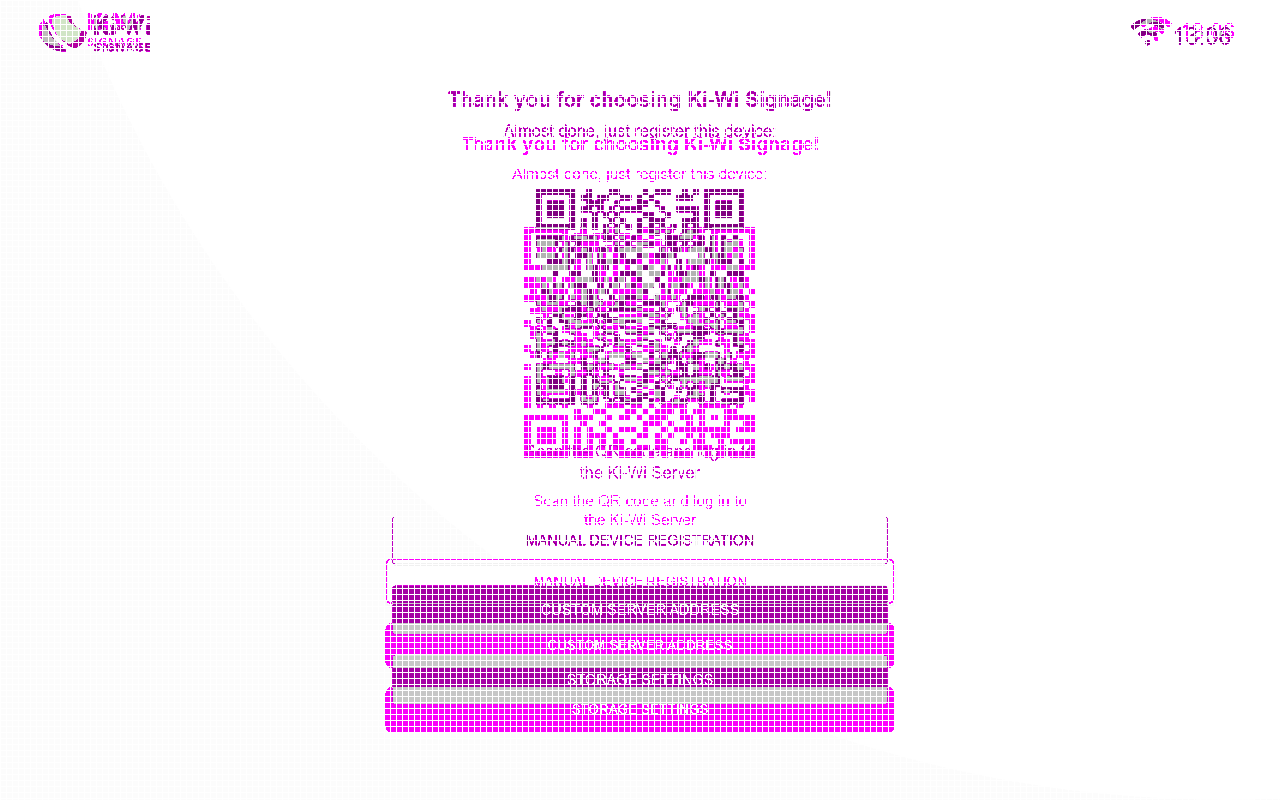 Ki-Wi
SIGNAGE
Thank you for choosing Ki-Wi Signage!
Almost done, just register this device:
Thank you for choosing Ki-Wi Signage!
Almost done, just register this device:
the Ki-Wi Server
Scan the QR code and log in to
the Ki-Wi Server
MANUAL DEVICE REGISTRATION
MANUAL DEVICE REGISTRATION
CUSTOM SERVER ADDRESS
CUSTOM SERVER ADDRESS
STORAGE SETTINGS
STORAGE SETTINGS